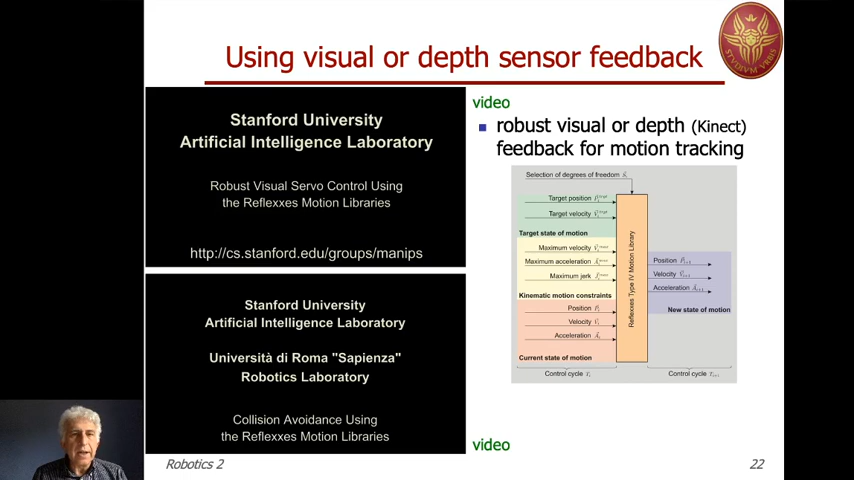 Using visual or depth sensor feedback
Stanford University
Artificial Intelligence Laboratory
Robust Visual Servo Control Using
the Reflexxes Motion Libraries
http://cs.stanford.edu/groups/manips
Stanford University
Artificial Intelligence Laboratory
Università di Roma "Sapienza"
Robotics Laboratory
Collision Avoidance Using
the Reflexxes Motion Libraries
video
robust visual or depth (Kinect)
feedback for motion tracking
Selection of degrees of freedom
Target position
Target velocity
Target state of motion
Maximum velocity
Maximum acceleration
Maximum jerk
Kinematic motion constraints
Position
Velocity
Acceleration
Current state of motion
Control cycle
Reflexxes Type IV Motion Library
Position
Velocity
Acceleration
New state of motion
Control cycle
video
Robotics 2
22